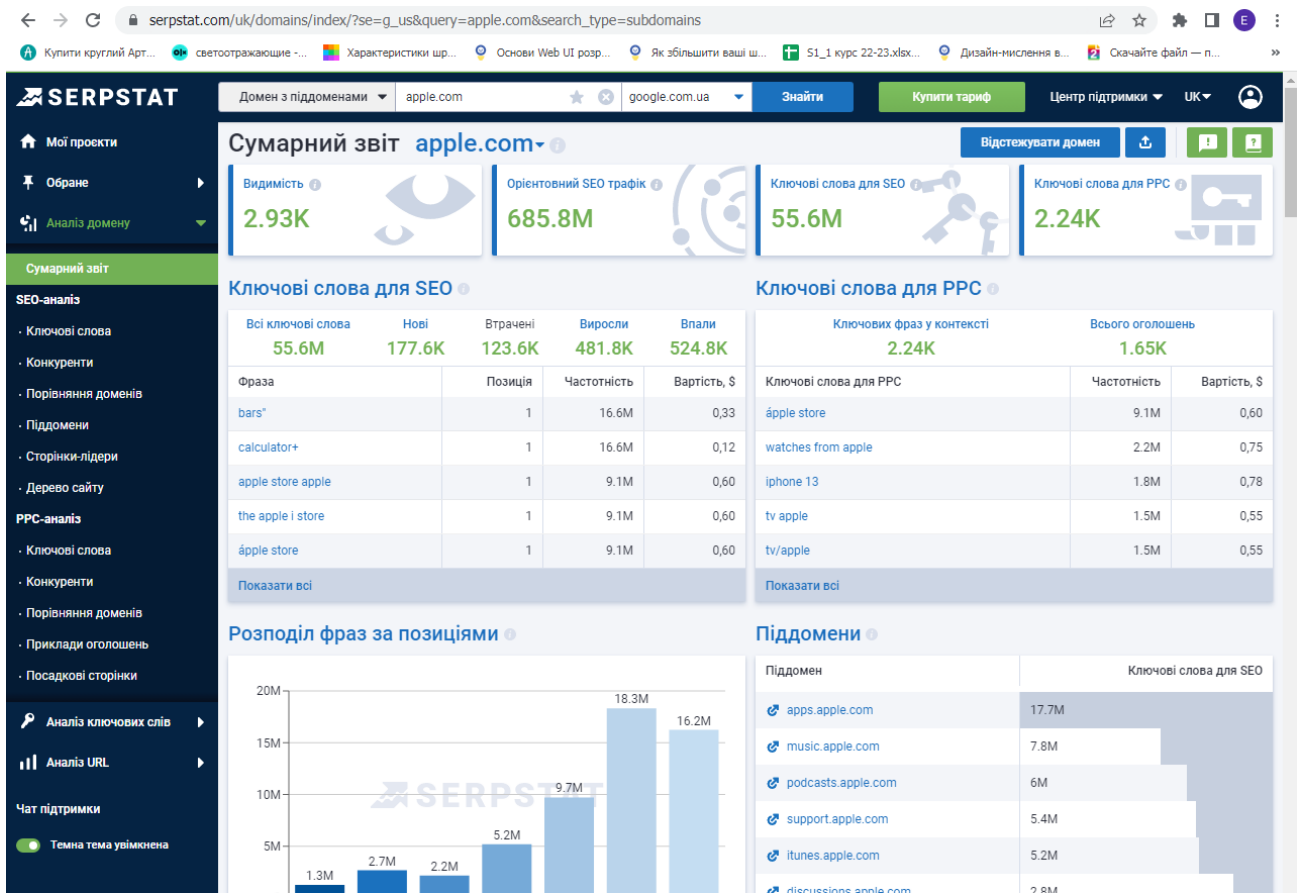 serpstat.com/uk/domains/index/?se=g_us&query=apple.com&search_type=subdomains
E
Купити круглий Арт... светоотражающие -... Характеристики шр... Основи Web UI розр... Як збільшити ваші ш... S1_1 курс 22-23.xlsx... Дизайн-мислення в... Скачайте файл — п... »
SERPSTAT
Домен з піддоменами apple.com google.com.ua Знайти Купити тариф Центр підтримки UK
Мої проєкти
Обране
Аналіз домену
Сумарний звіт
SEO-аналіз
· Ключові слова
· Конкуренти
· Порівняння доменів
· Піддомени
· Сторінки-лідери
· Дерево сайту
PPC-аналіз
· Ключові слова
· Конкуренти
· Порівняння доменів
· Приклади оголошень
· Посадкові сторінки
Аналіз ключових слів
Аналіз URL
Чат підтримки
Темна тема увімкнена
Сумарний звіт apple.com
Відстежувати домен
Видимість
2.93K
Орієнтовний SEO трафік
685.8M
Ключові слова для SEO
55.6M
Ключові слова для PPC
2.24K
Ключові слова для SEO
Всі ключові слова Нові Втрачені Виросли Впали
55.6M 177.6K 123.6K 481.8K 524.8K
Фраза Позиція Частотність Вартість, $
bars" 1 16.6M 0,33
calculator+ 1 16.6M 0,12
apple store apple 1 9.1M 0,60
the apple i store 1 9.1M 0,60
ápple store 1 9.1M 0,60
Показати всі
Ключові слова для PPC
Ключових фраз у контексті Всього оголошень
2.24K 1.65K
Ключові слова для PPC Частотність Вартість, $
ápple store 9.1M 0,60
watches from apple 2.2M 0,75
iphone 13 1.8M 0,78
tv apple 1.5M 0,55
tv/apple 1.5M 0,55
Показати всі
Розподіл фраз за позиціями
20M
15M
10M
5M
SERPSTAT
1.3M
2.7M
2.2M
5.2M
9.7M
18.3M
16.2M
Піддомени
Піддомен Ключові слова для SEO
apps.apple.com 17.7M
music.apple.com 7.8M
podcasts.apple.com 6M
support.apple.com 5.4M
itunes.apple.com 5.2M
discussions.apple.com 2.8M